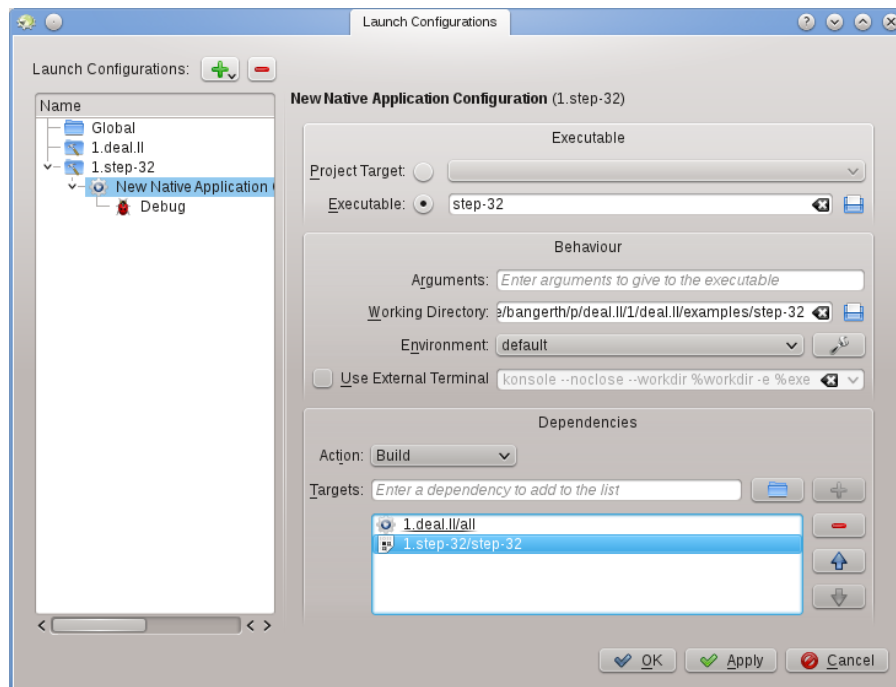 Launch Configurations
Launch Configurations:
Name
Global
1.deal.II
1.step-32
New Native Application
Debug
New Native Application Configuration (1.step-32)
Executable
Project Target:
Executable: step-32
Behaviour
Arguments: Enter arguments to give to the executable
Working Directory: e/bangerth/p/deal.II/1/deal.II/examples/step-32
Environment: default
Use External Terminal konsole --noclose --workdir %workdir -e %exe
Dependencies
Action: Build
Targets: Enter a dependency to add to the list
1.deal.II/all
1.step-32/step-32
OK Apply Cancel